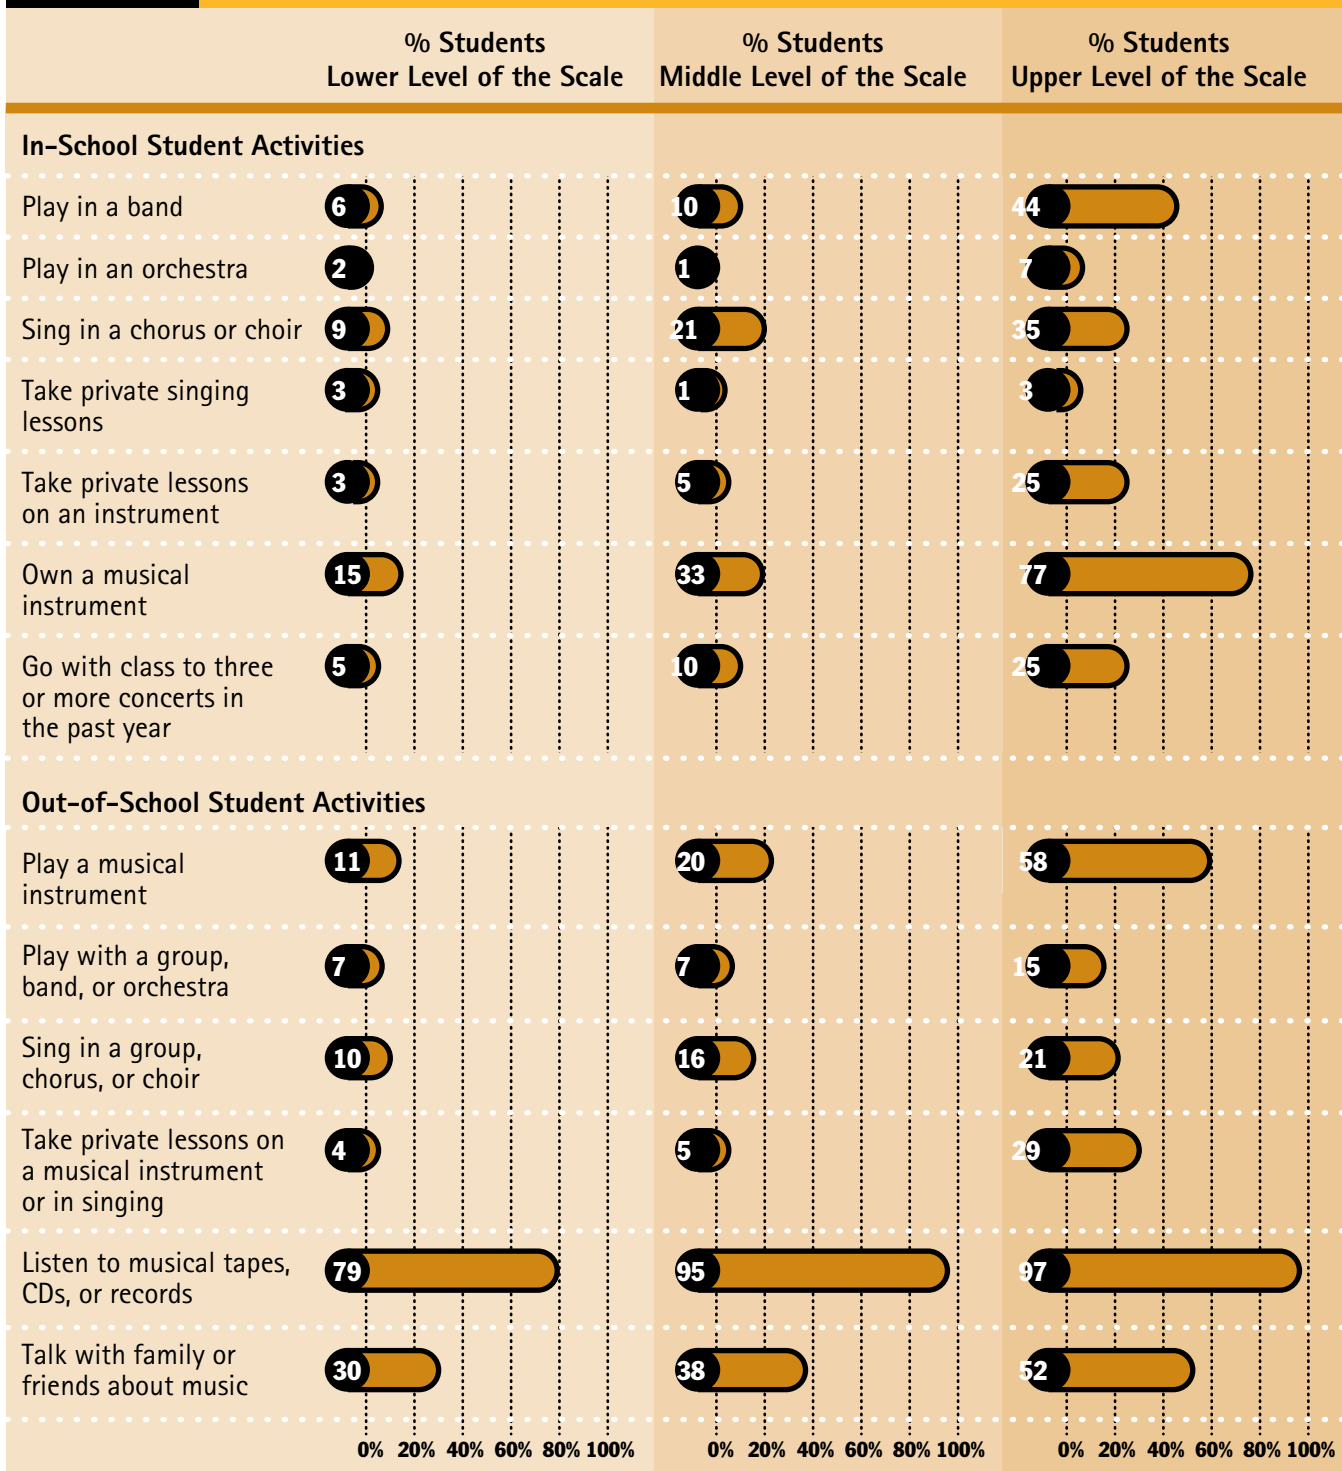 % Students
Lower Level of the Scale
% Students
Middle Level of the Scale
% Students
Upper Level of the Scale
In-School Student Activities
Play in a band
6
10
44
Play in an orchestra
2
1
7
Sing in a chorus or choir
9
21
35
Take private singing
lessons
3
1
3
Take private lessons
on an instrument
3
5
25
Own a musical
instrument
15
33
77
Go with class to three
or more concerts in
the past year
5
10
25
Out-of-School Student Activities
Play a musical
instrument
11
20
58
Play with a group,
band, or orchestra
7
7
15
Sing in a group,
chorus, or choir
10
16
21
Take private lessons on
a musical instrument
or in singing
4
5
29
Listen to musical tapes,
CDs, or records
79
95
97
Talk with family or
friends about music
30
38
52
0% 20% 40% 60% 80% 100%
0% 20% 40% 60% 80% 100%
0% 20% 40% 60% 80% 100%